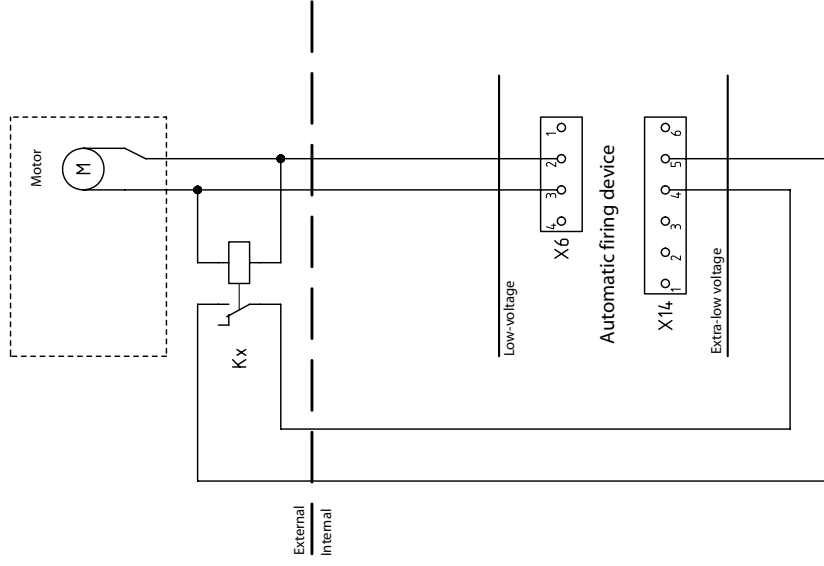 Motor
M
Kx
External
Internal
Low-voltage
X6
4
3
2
1
Automatic firing device
X14
1
2
3
4
5
6
Extra-low voltage